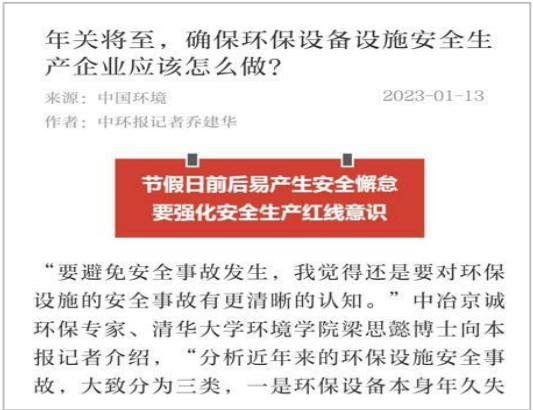 年关将至，确保环保设备设施安全生
产企业应该怎么做？
来源：中国环境
2023-01-13
作者：中环报记者乔建华
节假日前后易产生安全懈怠
要强化安全生产红线意识
“要避免安全事故发生，我觉得还是要对环保
设施的安全事故有更清晰的认知。”中冶京诚
环保专家、清华大学环境学院梁思懿博士向本
报记者介绍，“分析近年来的环保设施安全事
故，大致分为三类，一是环保设备本身年久失